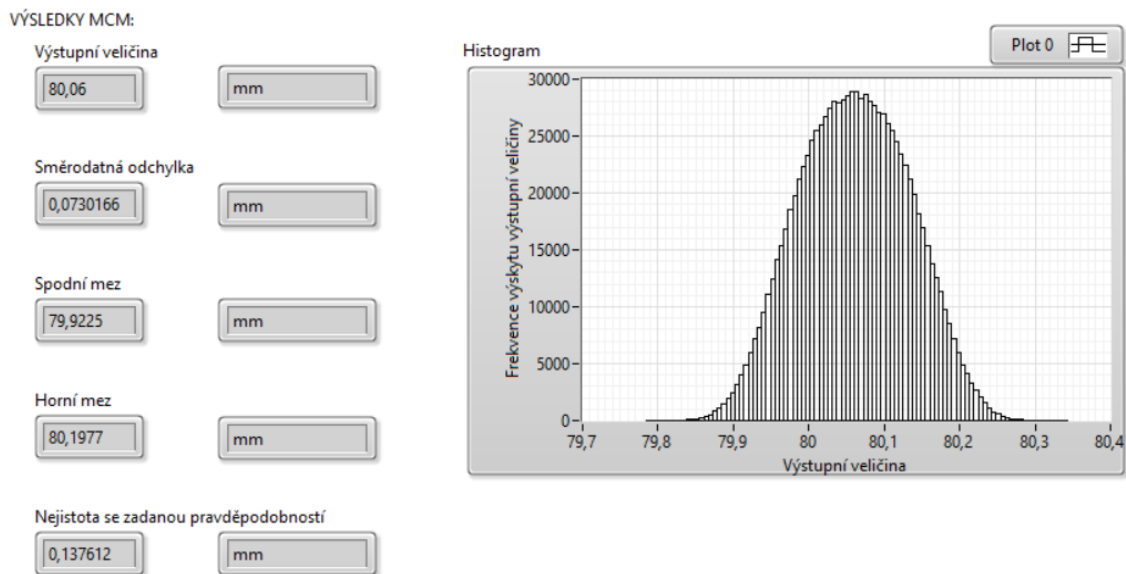 VÝSLEDKY MCM:
Výstupní veličina
80,06 mm
Směrodatná odchylka
0,0730166 mm
Spodní mez
79,9225 mm
Horní mez
80,1977 mm
Nejistota se zadanou pravděpodobností
0,137612 mm
Histogram
Plot 0
Frekvence výskytu výstupní veličiny
30000
25000
20000
15000
10000
5000
0
79,7 79,8 79,9 80 80,1 80,2 80,3 80,4
Výstupní veličina